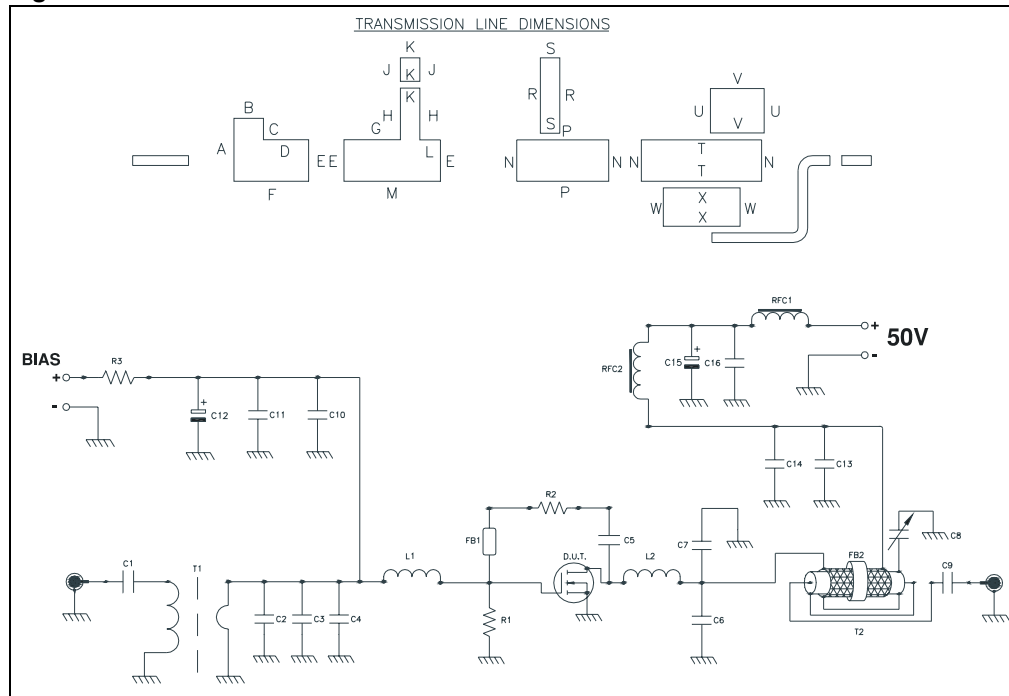 TRANSMISSION LINE DIMENSIONS
K
J K J
K
B
H H
G
C
A D
E E
L E
F
M
S
R R
S
P
N N
P
V
U U
V
T
N N
T
X
W W
X
RFC1
+ 50V
-
BIAS
R3
+
-
+
C12
C11
C10
RFC2
+
C15
C16
C14
C13
R2
FB1
C5
C7
C8
C1
T1
L1
D.U.T.
L2
FB2
C9
C2
C3
C4
R1
C6
T2